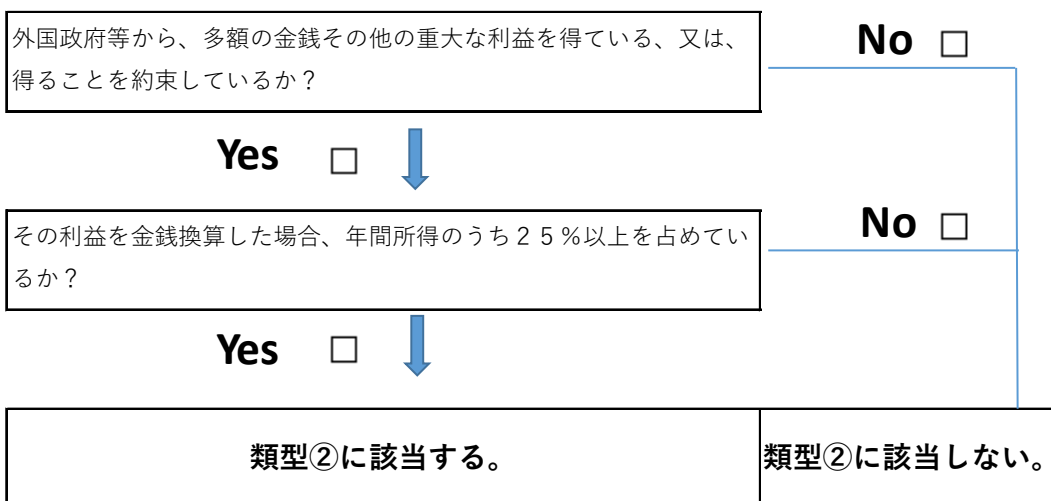 外国政府等から、多額の金銭その他の重大な利益を得ている、又は、
得ることを約束しているか？
No □
Yes □
その利益を金銭換算した場合、年間所得のうち２５％以上を占めてい
るか？
No □
Yes □
類型②に該当する。
類型②に該当しない。